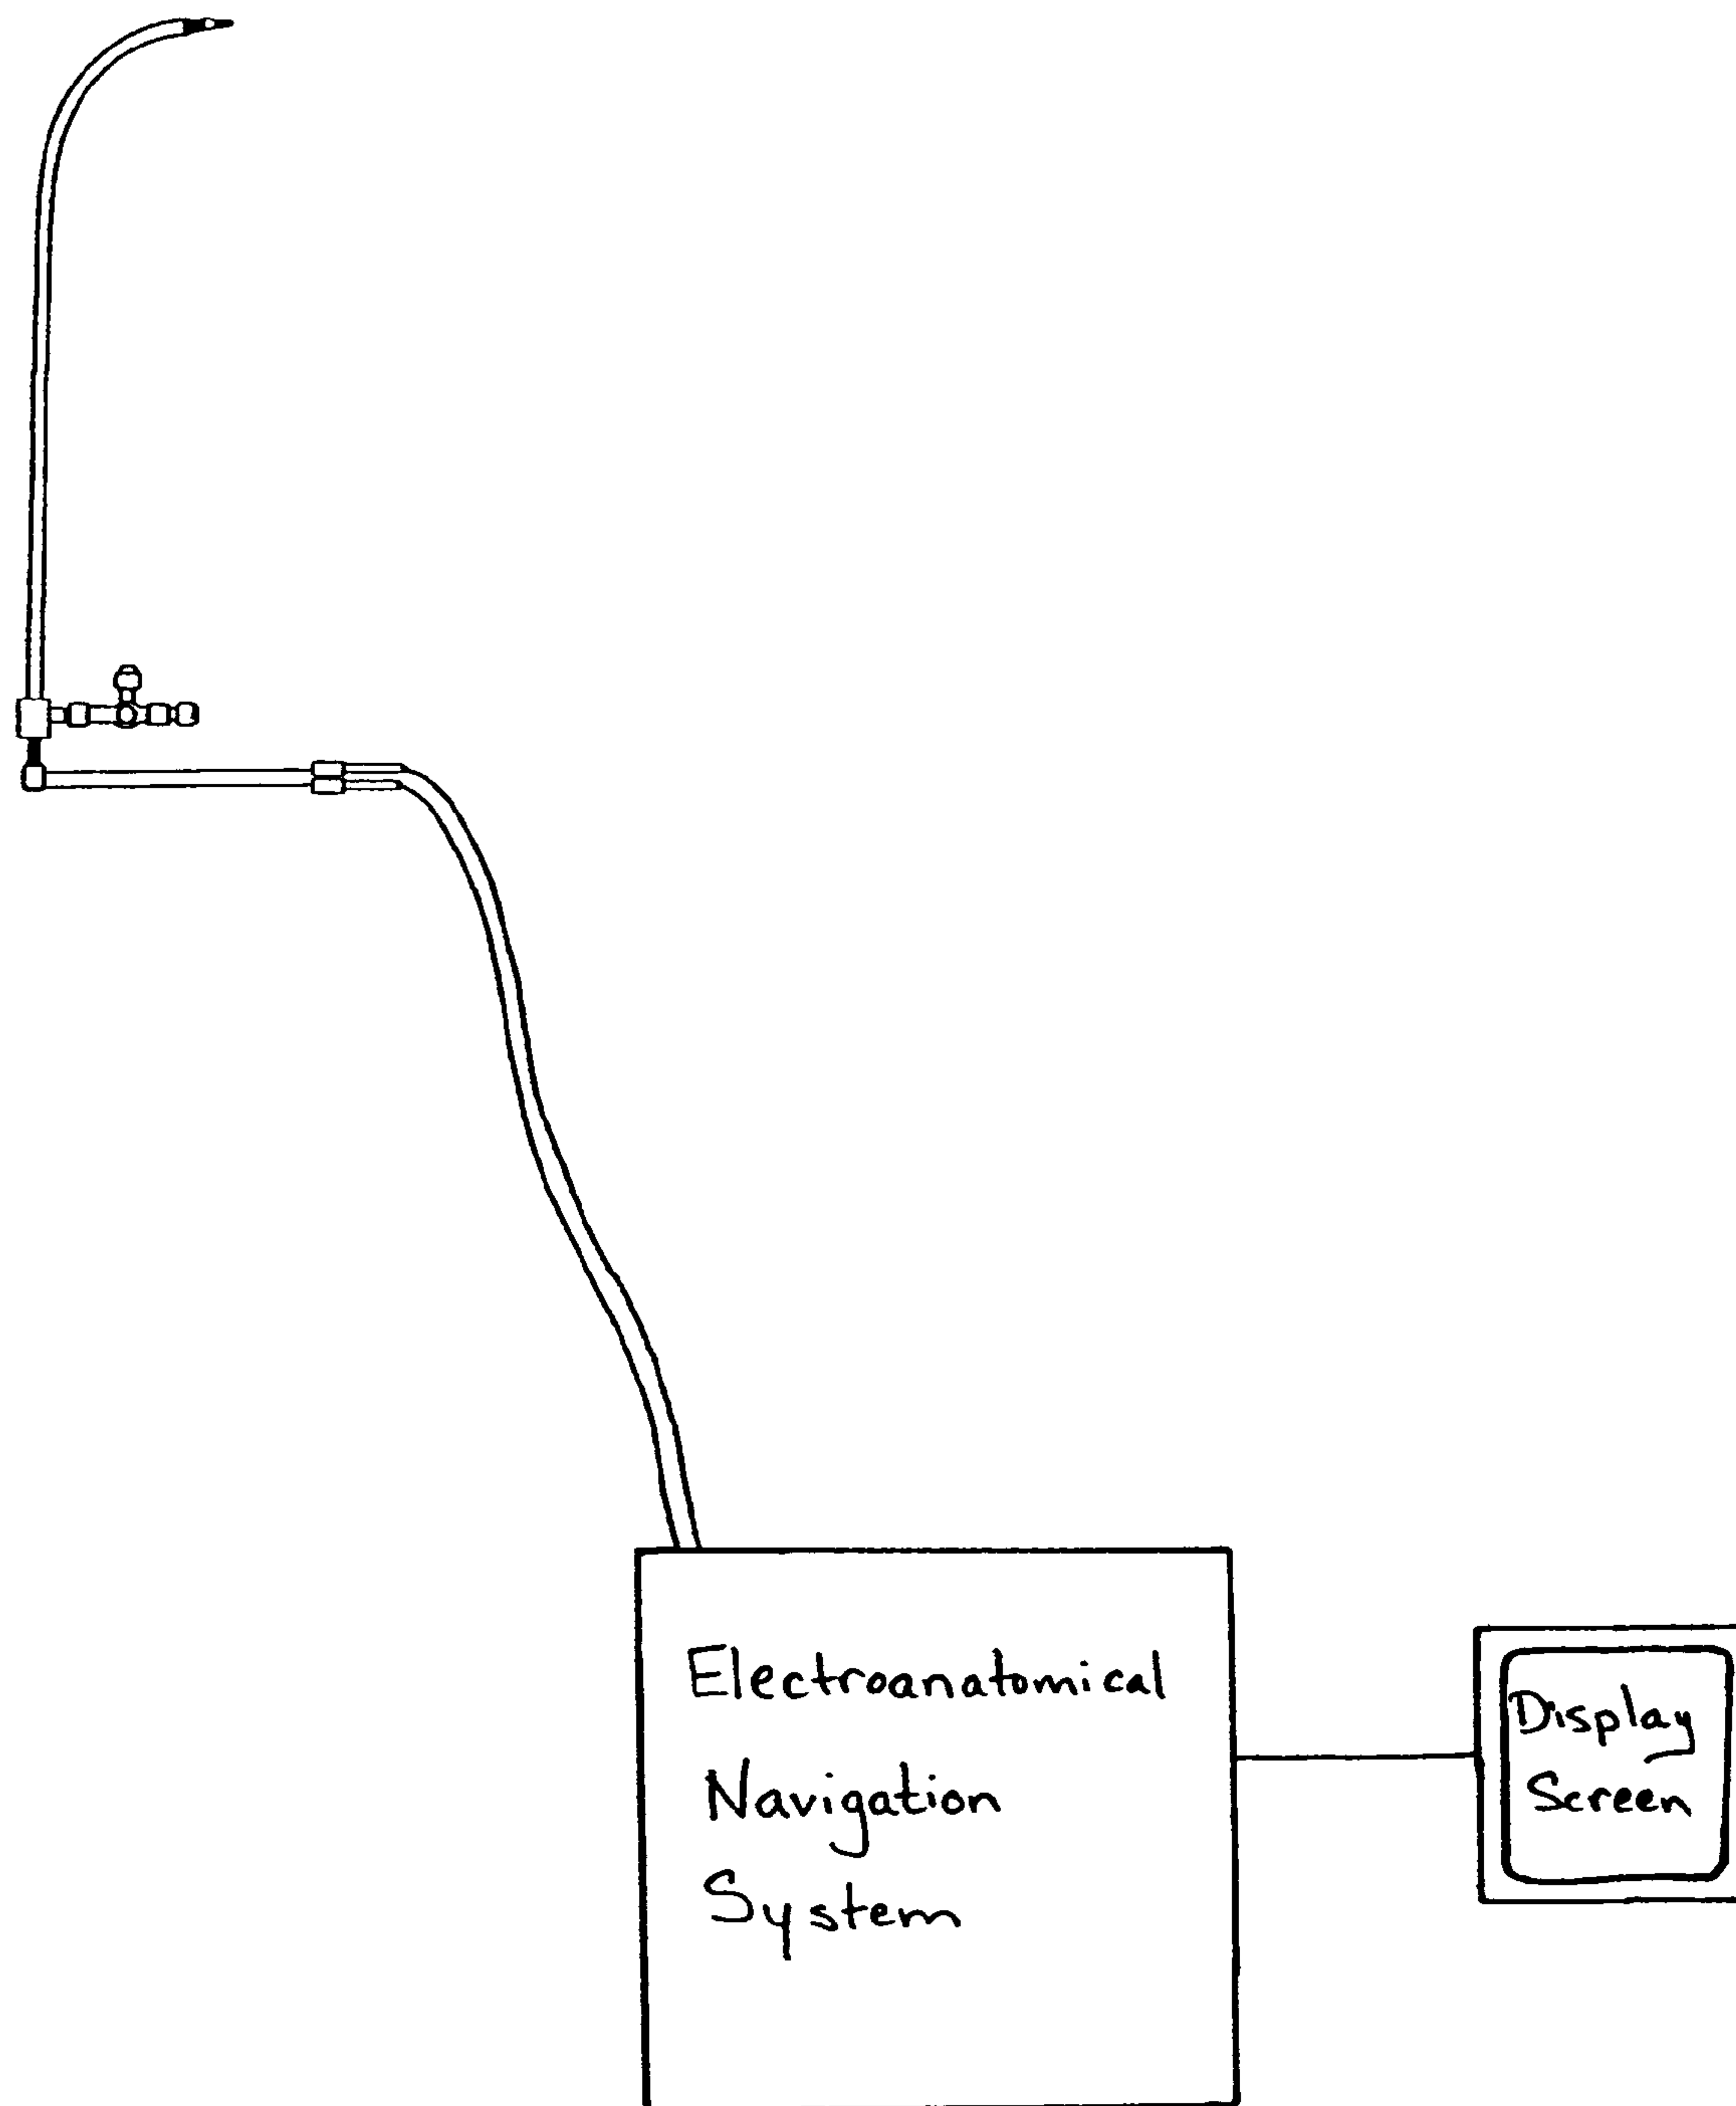 Electroanatomical
Navigation
System
Display
Screen